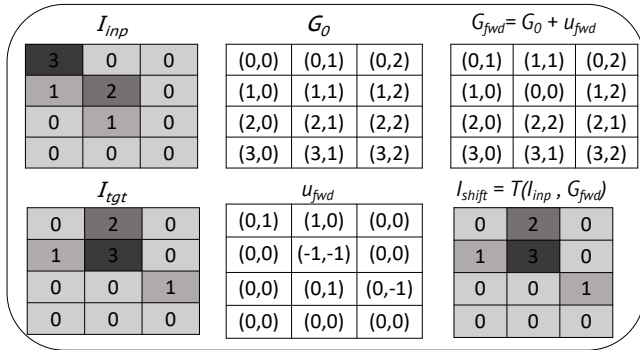 I_inp G_0 G_fwd = G_0 + u_fwd
3 0 0 (0,0) (0,1) (0,2) (0,1) (1,1) (0,2)
1 2 0 (1,0) (1,1) (1,2) (1,0) (0,0) (1,2)
0 1 0 (2,0) (2,1) (2,2) (2,0) (2,2) (2,1)
0 0 0 (3,0) (3,1) (3,2) (3,0) (3,1) (3,2)
I_tgt u_fwd I_shift = T(I_inp , G_fwd)
0 2 0 (0,1) (1,0) (0,0) 0 2 0
1 3 0 (0,0) (-1,-1) (0,0) 1 3 0
0 0 1 (0,0) (0,1) (0,-1) 0 0 1
0 0 0 (0,0) (0,0) (0,0) 0 0 0